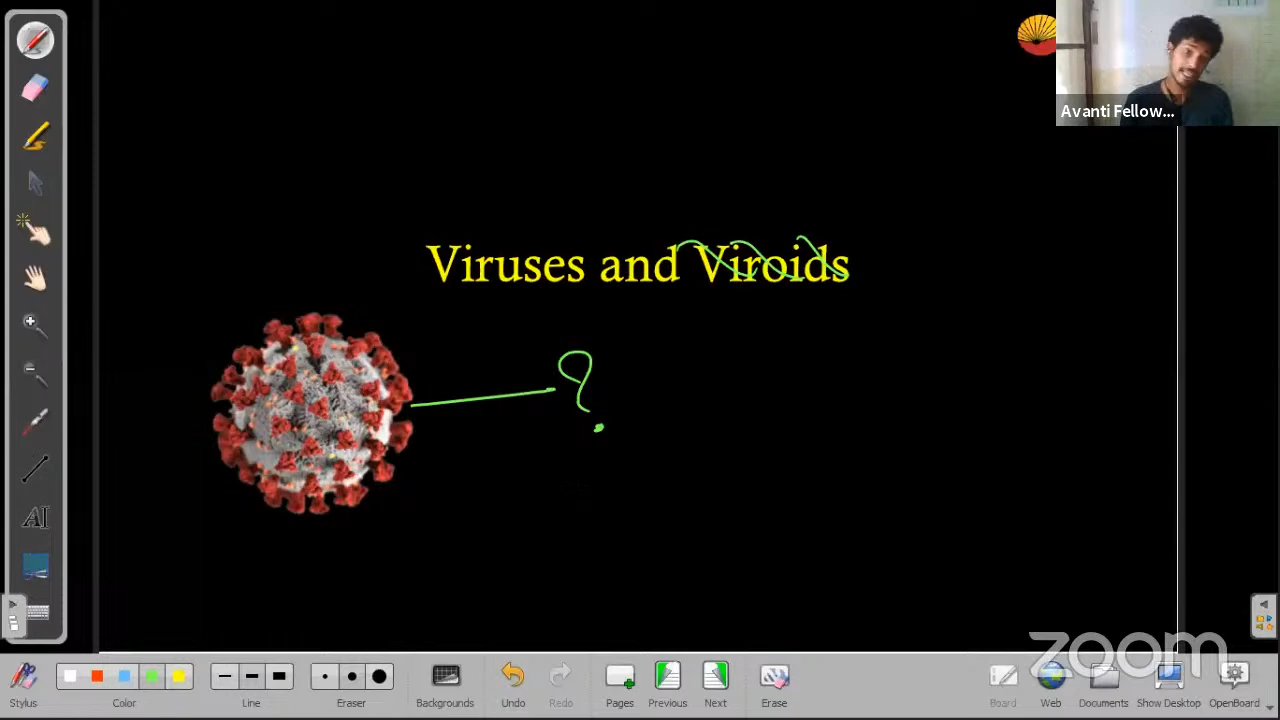 Avanti Fellow...
Viruses and Viroids
?
AI
zoom
Stylus
Color
Line
Eraser
Backgrounds
Undo
Redo
Pages
Previous
Next
Erase
Board
Web
Documents
Show Desktop
OpenBoard